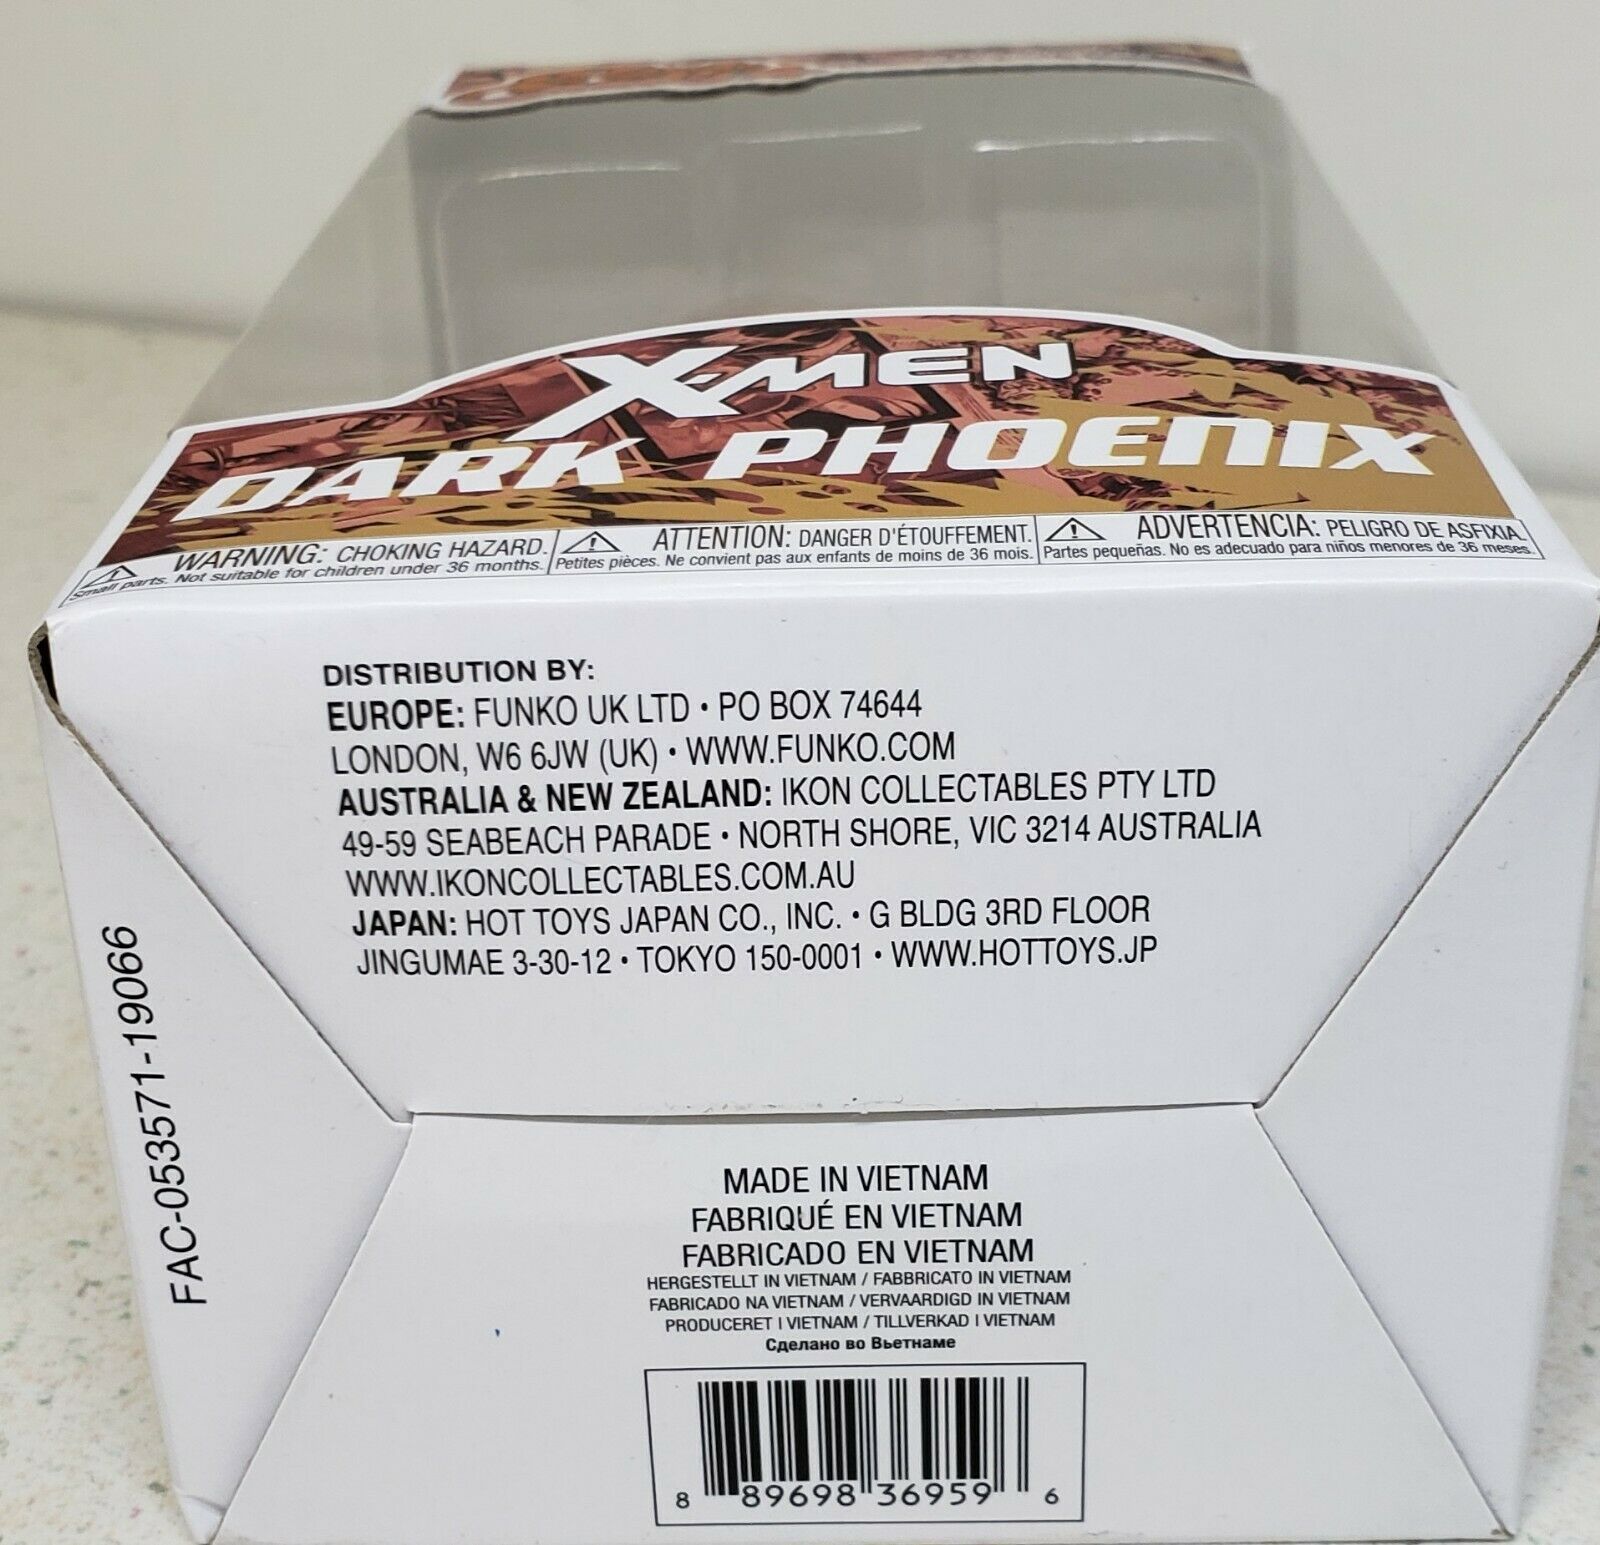 X-MEN
DARK PHOENIX
WARNING: CHOKING HAZARD.
Small parts. Not suitable for children under 36 months.
ATTENTION: DANGER D'ÉTOUFFEMENT.
Petites pièces. Ne convient pas aux enfants de moins de 36 mois.
ADVERTENCIA: PELIGRO DE ASFIXIA.
Partes pequeñas. No es adecuado para niños menores de 36 meses.
DISTRIBUTION BY:
EUROPE: FUNKO UK LTD • PO BOX 74644
LONDON, W6 6JW (UK) • WWW.FUNKO.COM
AUSTRALIA & NEW ZEALAND: IKON COLLECTABLES PTY LTD
49-59 SEABEACH PARADE • NORTH SHORE, VIC 3214 AUSTRALIA
WWW.IKONCOLLECTABLES.COM.AU
JAPAN: HOT TOYS JAPAN CO., INC. • G BLDG 3RD FLOOR
JINGUMAE 3-30-12 • TOKYO 150-0001 • WWW.HOTTOYS.JP
FAC-053571-19066
MADE IN VIETNAM
FABRIQUÉ EN VIETNAM
FABRICADO EN VIETNAM
HERGESTELLT IN VIETNAM / FABBRICATO IN VIETNAM
FABRICADO NA VIETNAM / VERVAARDIGD IN VIETNAM
PRODUCERET I VIETNAM / TILLVERKAD I VIETNAM
Сделано во Вьетнаме
8 89698 36959 6